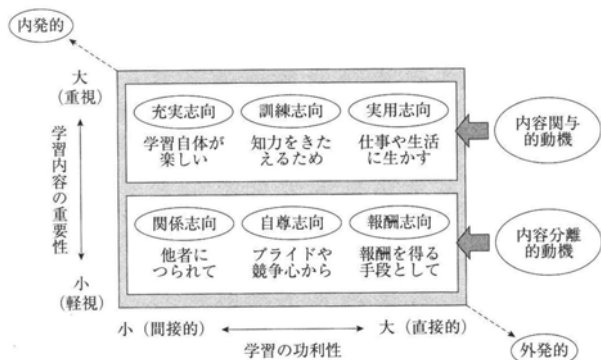 内発的
大
(重視)
学習内容の重要性
小
(軽視)
充実志向
学習自体が
楽しい
訓練志向
知力をきた
えるため
実用志向
仕事や生活
に生かす
内容関与
的動機
関係志向
他者に
つられて
自尊志向
プライドや
競争心から
報酬志向
報酬を得る
手段として
内容分離
的動機
小(間接的)
大(直接的)
学習の功利性
外発的